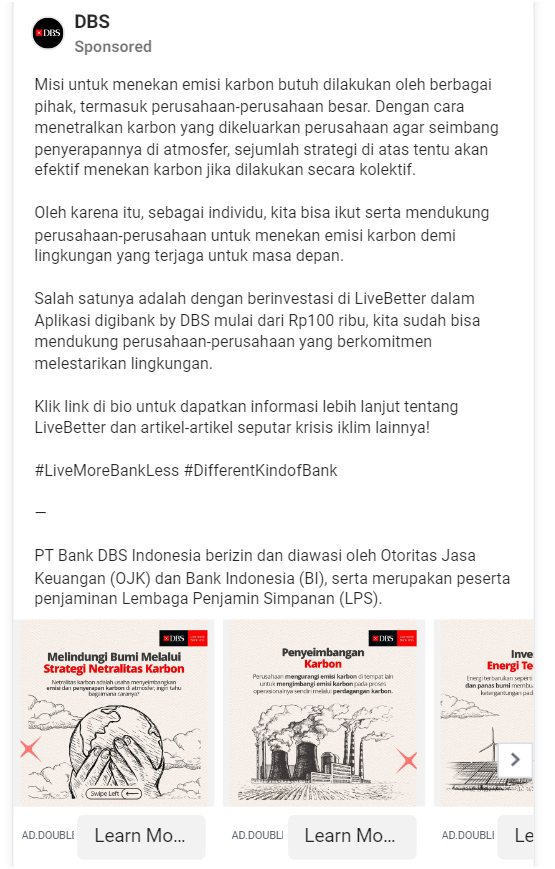 DBS
Sponsored
Misi untuk menekan emisi karbon butuh dilakukan oleh berbagai
pihak, termasuk perusahaan-perusahaan besar. Dengan cara
menetralkan karbon yang dikeluarkan perusahaan agar seimbang
penyerapannya di atmosfer, sejumlah strategi di atas tentu akan
efektif menekan karbon jika dilakukan secara kolektif.
Oleh karena itu, sebagai individu, kita bisa ikut serta mendukung
perusahaan-perusahaan untuk menekan emisi karbon demi
lingkungan yang terjaga untuk masa depan.
Salah satunya adalah dengan berinvestasi di LiveBetter dalam
Aplikasi digibank by DBS mulai dari Rp100 ribu, kita sudah bisa
mendukung perusahaan-perusahaan yang berkomitmen
melestarikan lingkungan.
Klik link di bio untuk dapatkan informasi lebih lanjut tentang
LiveBetter dan artikel-artikel seputar krisis iklim lainnya!
#LiveMoreBankLess #DifferentKindofBank
—
PT Bank DBS Indonesia berizin dan diawasi oleh Otoritas Jasa
Keuangan (OJK) dan Bank Indonesia (BI), serta merupakan peserta
penjaminan Lembaga Penjamin Simpanan (LPS).
DBS
Melindungi Bumi Melalui
Strategi Netralitas Karbon
Netralitas karbon adalah usaha menyeimbangkan
emisi dan penyerapan karbon di atmosfer, ingin tahu
bagaimana caranya?
Swipe Left
AD.DOUBLI
Learn Mo...
DBS
Penyeimbangan
Karbon
Perusahaan mengurangi emisi karbon di tempat lain
untuk mengimbangi emisi karbon pada proses
operasionalnya sendiri melalui perdagangan karbon.
AD.DOUBLI
Learn Mo...
Inve
Energi Te
Energi terbarukan sepert
dan panas bumi membu
ketergantungan pad
AD.DOUBLI
Le